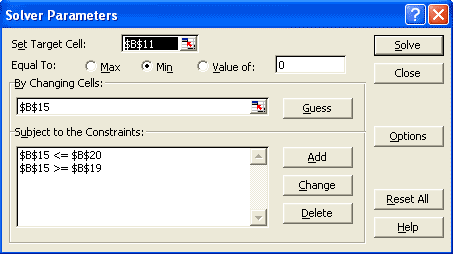 Solver Parameters
Set Target Cell: $B$11 Solve
Equal To: Max Min Value of: 0 Close
By Changing Cells:
$B$15 Guess
Subject to the Constraints: Options
$B$15 <= $B$20 Add
$B$15 >= $B$19
Change
Reset All
Delete
Help